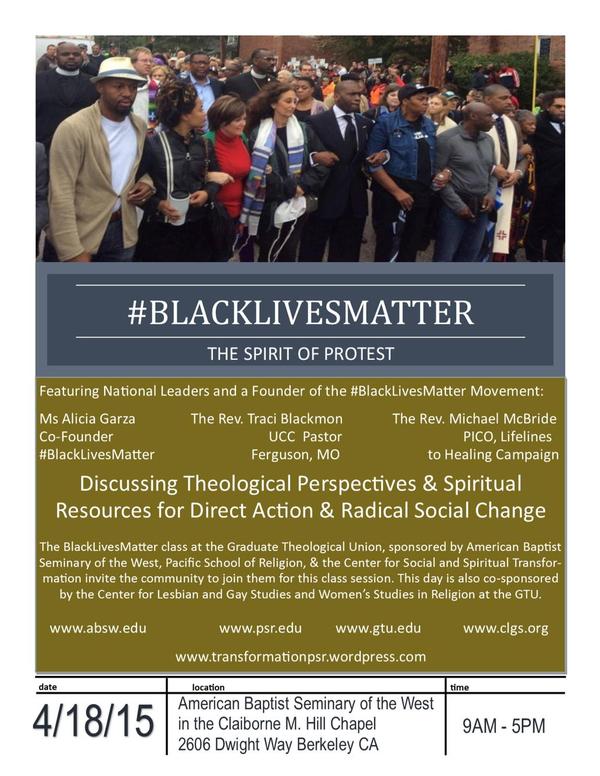 #BLACKLIVESMATTER
THE SPIRIT OF PROTEST
Featuring National Leaders and a Founder of the #BlackLivesMatter Movement:
Ms Alicia Garza
Co-Founder
#BlackLivesMatter
The Rev. Traci Blackmon
UCC Pastor
Ferguson, MO
The Rev. Michael McBride
PICO, Lifelines
to Healing Campaign
Discussing Theological Perspectives & Spiritual
Resources for Direct Action & Radical Social Change
The BlackLivesMatter class at the Graduate Theological Union, sponsored by American Baptist
Seminary of the West, Pacific School of Religion, & the Center for Social and Spiritual Transfor-
mation invite the community to join them for this class session. This day is also co-sponsored
by the Center for Lesbian and Gay Studies and Women's Studies in Religion at the GTU.
www.absw.edu www.psr.edu www.gtu.edu www.clgs.org
www.transformationpsr.wordpress.com
date
4/18/15
location
American Baptist Seminary of the West
in the Claiborne M. Hill Chapel
2606 Dwight Way Berkeley CA
time
9AM - 5PM